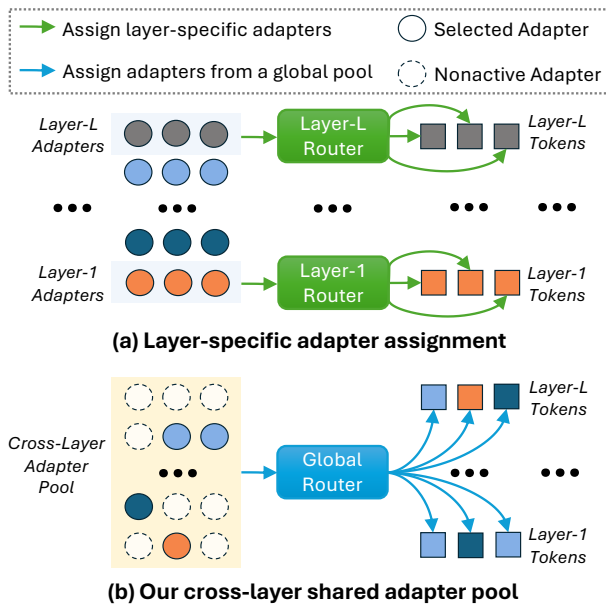 Assign layer-specific adapters
Selected Adapter
Assign adapters from a global pool
Nonactive Adapter
Layer-L
Adapters
Layer-L
Router
Layer-L
Tokens
•••
•••
•••
•••
•••
Layer-1
Adapters
Layer-1
Router
Layer-1
Tokens
(a) Layer-specific adapter assignment
Cross-Layer
Adapter
Pool
•••
Global
Router
Layer-L
Tokens
•••
•••
Layer-1
Tokens
(b) Our cross-layer shared adapter pool